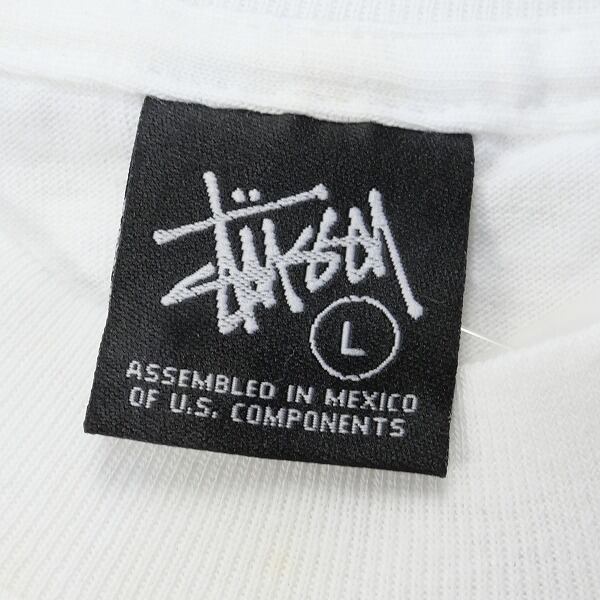 Stüssy
L
ASSEMBLED IN MEXICO
OF U.S. COMPONENTS